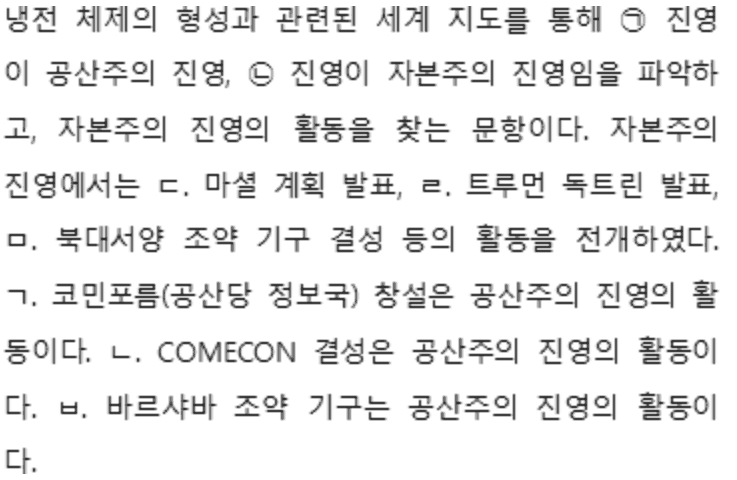 냉전 체제의 형성과 관련된 세계 지도를 통해 ㉠ 진영
이 공산주의 진영, ㉡ 진영이 자본주의 진영임을 파악하
고, 자본주의 진영의 활동을 찾는 문항이다. 자본주의
진영에서는 ㄷ. 마셜 계획 발표, ㄹ. 트루먼 독트린 발표,
ㅁ. 북대서양 조약 기구 결성 등의 활동을 전개하였다.
ㄱ. 코민포름(공산당 정보국) 창설은 공산주의 진영의 활
동이다. ㄴ. COMECON 결성은 공산주의 진영의 활동이
다. ㅂ. 바르샤바 조약 기구는 공산주의 진영의 활동이
다.